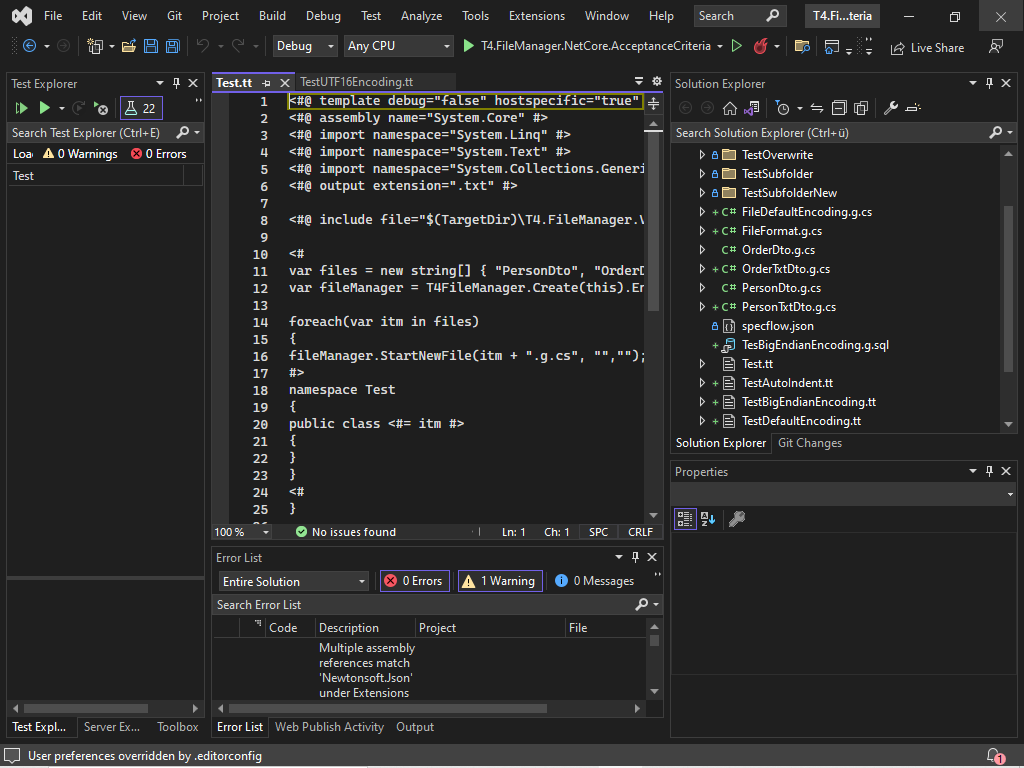 File Edit View Git Project Build Debug Test Analyze Tools Extensions Window Help Search T4.Fi...teria
Debug Any CPU T4.FileManager.NetCore.AcceptanceCriteria Live Share
Test Explorer
22
Search Test Explorer (Ctrl+E)
0 Warnings 0 Errors
Test
Test.tt TestUTF16Encoding.tt
1 <#@ template debug="false" hostspecific="true"
2 <#@ assembly name="System.Core" #>
3 <#@ import namespace="System.Linq" #>
4 <#@ import namespace="System.Text" #>
5 <#@ import namespace="System.Collections.Generi
6 <#@ output extension=".txt" #>
7
8 <#@ include file="$(TargetDir)\T4.FileManager.V
9
10 <#
11 var files = new string[] { "PersonDto", "OrderD
12 var fileManager = T4FileManager.Create(this).En
13
14 foreach(var itm in files)
15 {
16 fileManager.StartNewFile(itm + ".g.cs", "","");
17 #>
18 namespace Test
19 {
20 public class <#= itm #>
21 {
22 }
23 }
24 <#
25 }
100 % No issues found Ln: 1 Ch: 1 SPC CRLF
Error List
Entire Solution 0 Errors 1 Warning 0 Messages
Search Error List
Code Description Project File
Multiple assembly
references match
'Newtonsoft.Json'
under Extensions
Test Expl... Server Ex... Toolbox
Error List Web Publish Activity Output
Solution Explorer
Search Solution Explorer (Ctrl+ü)
TestOverwrite
TestSubfolder
TestSubfolderNew
FileDefaultEncoding.g.cs
FileFormat.g.cs
OrderDto.g.cs
OrderTxtDto.g.cs
PersonDto.g.cs
PersonTxtDto.g.cs
specflow.json
TesBigEndianEncoding.g.sql
Test.tt
TestAutoIndent.tt
TestBigEndianEncoding.tt
TestDefaultEncoding.tt
Solution Explorer Git Changes
Properties
User preferences overridden by .editorconfig
1